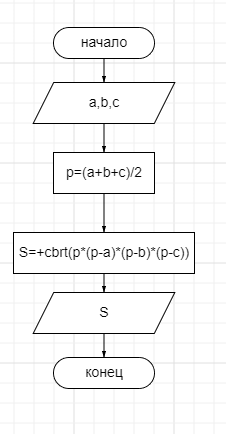 начало
a,b,c
p=(a+b+c)/2
S=+cbrt(p*(p-a)*(p-b)*(p-c))
S
конец